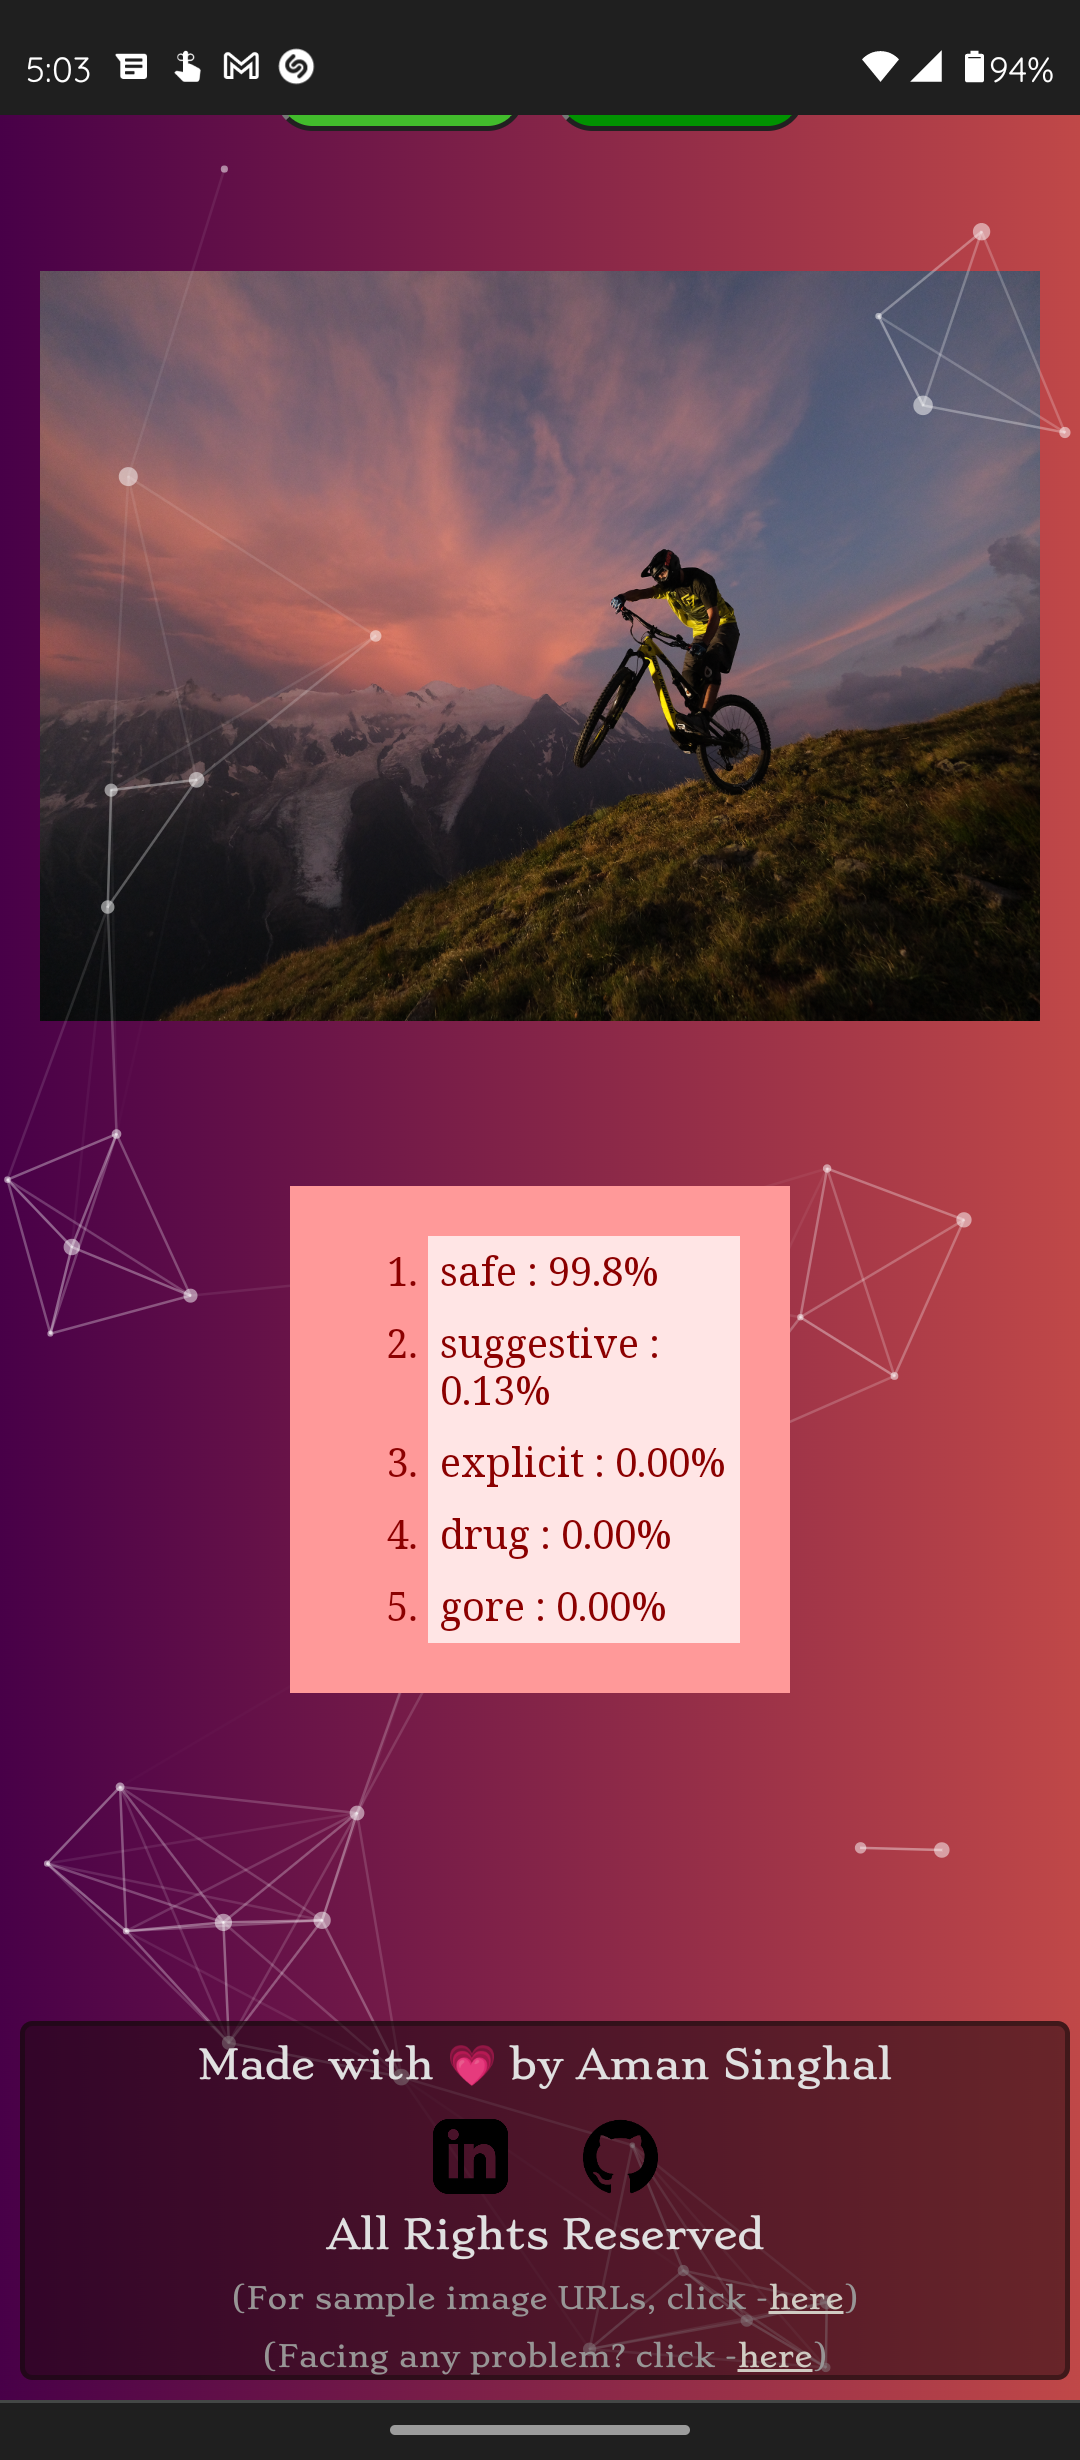 5:03 94%
1. safe : 99.8%
2. suggestive :
0.13%
3. explicit : 0.00%
4. drug : 0.00%
5. gore : 0.00%
Made with 💗 by Aman Singhal
in
All Rights Reserved
(For sample image URLs, click -here)
(Facing any problem? click -here)